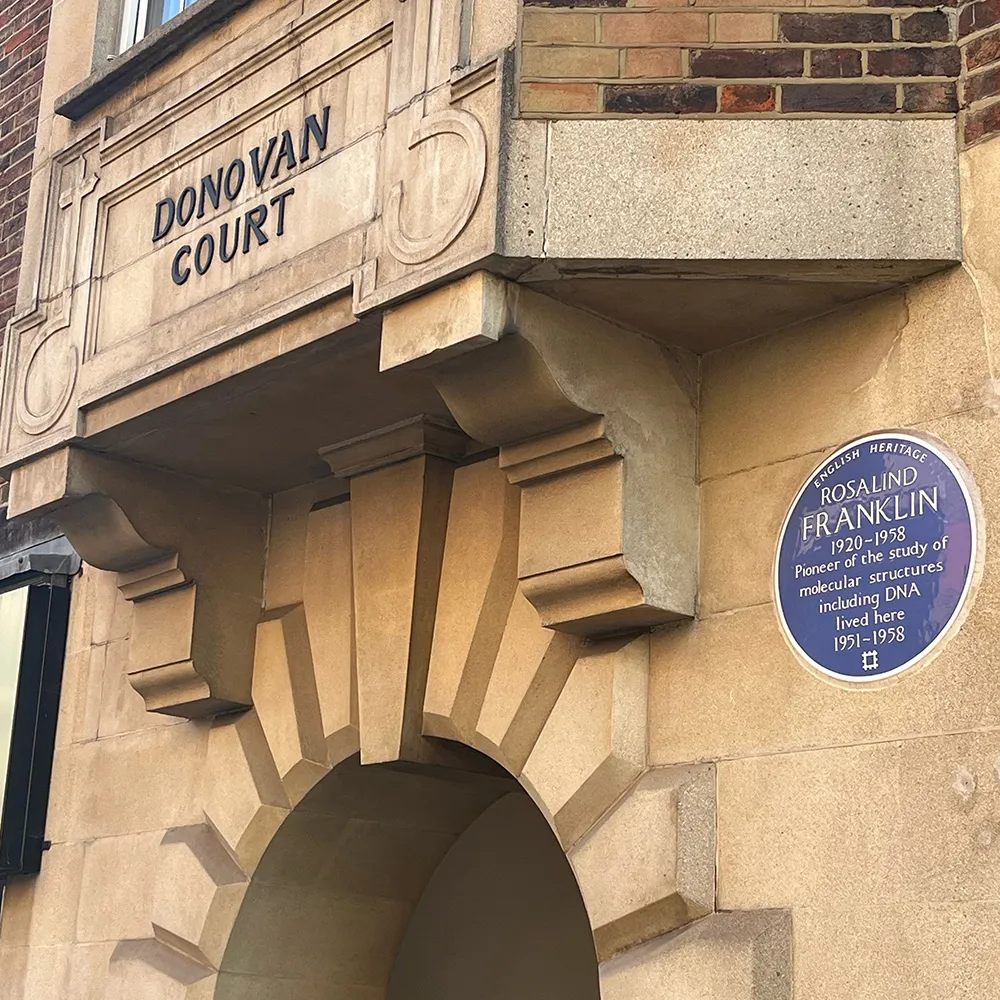 DONOVAN
COURT
ENGLISH HERITAGE
ROSALIND
FRANKLIN
1920–1958
Pioneer of the study of
molecular structures
including DNA
lived here
1951–1958